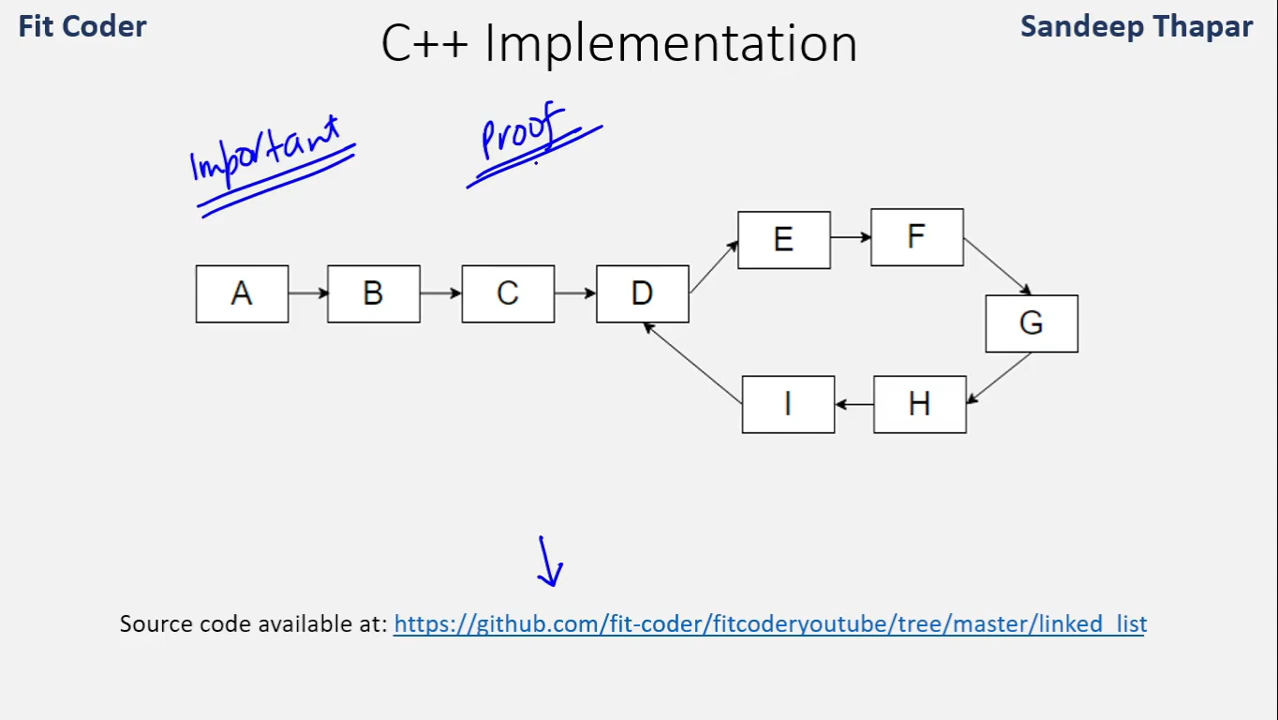 Fit Coder
C++ Implementation
Sandeep Thapar
Important
Proof
E
F
A
B
C
D
G
I
H
Source code available at: https://github.com/fit-coder/fitcoderyoutube/tree/master/linked_list